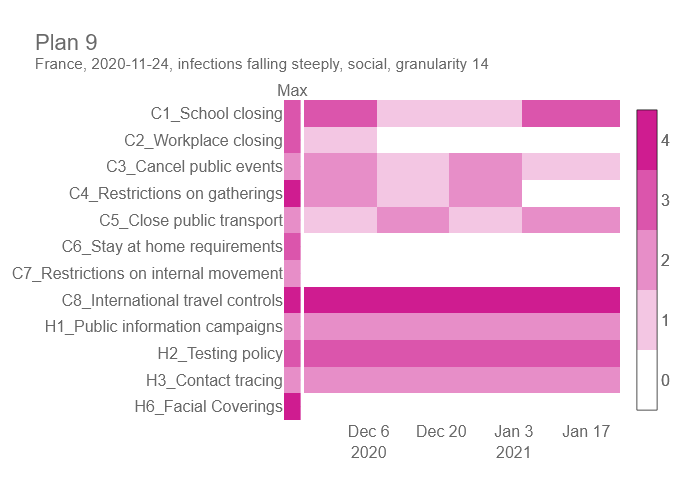 Plan 9
France, 2020-11-24, infections falling steeply, social, granularity 14
Max
C1_School closing
C2_Workplace closing
C3_Cancel public events
C4_Restrictions on gatherings
C5_Close public transport
C6_Stay at home requirements
C7_Restrictions on internal movement
C8_International travel controls
H1_Public information campaigns
H2_Testing policy
H3_Contact tracing
H6_Facial Coverings
4
3
2
1
0
Dec 6 Dec 20 Jan 3 Jan 17
2020 2021